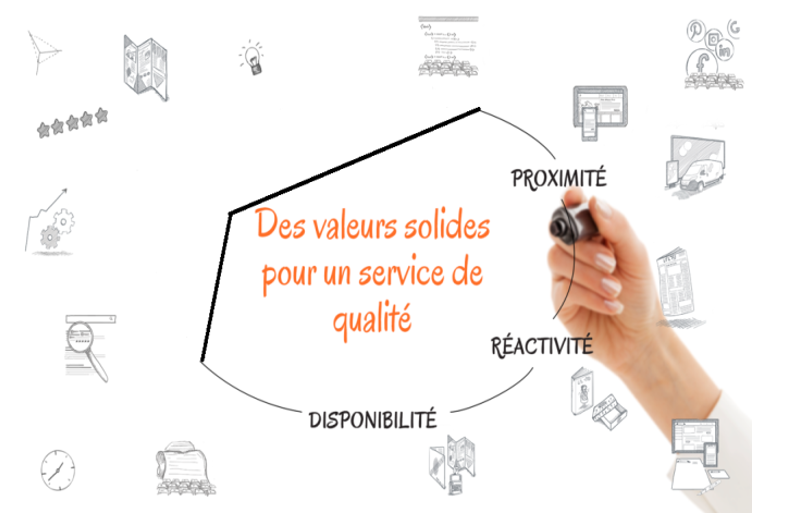 PROXIMITÉ
Des valeurs solides
pour un service de
qualité
RÉACTIVITÉ
DISPONIBILITÉ